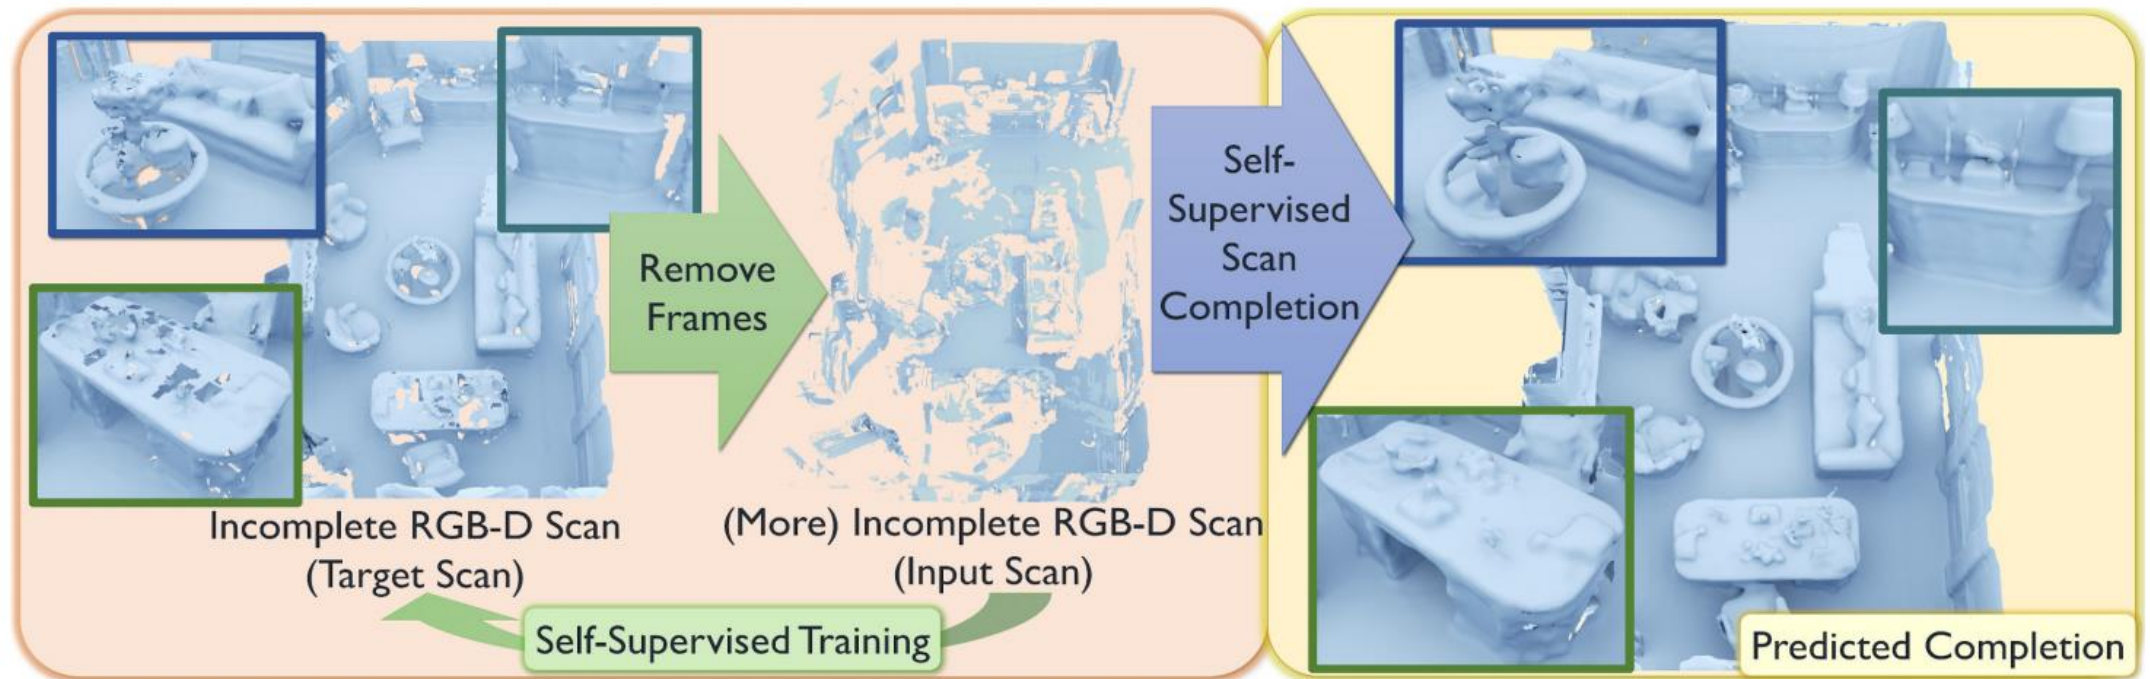 Remove
Frames
Self-
Supervised
Scan
Completion
Incomplete RGB-D Scan
(Target Scan)
(More) Incomplete RGB-D Scan
(Input Scan)
Self-Supervised Training
Predicted Completion